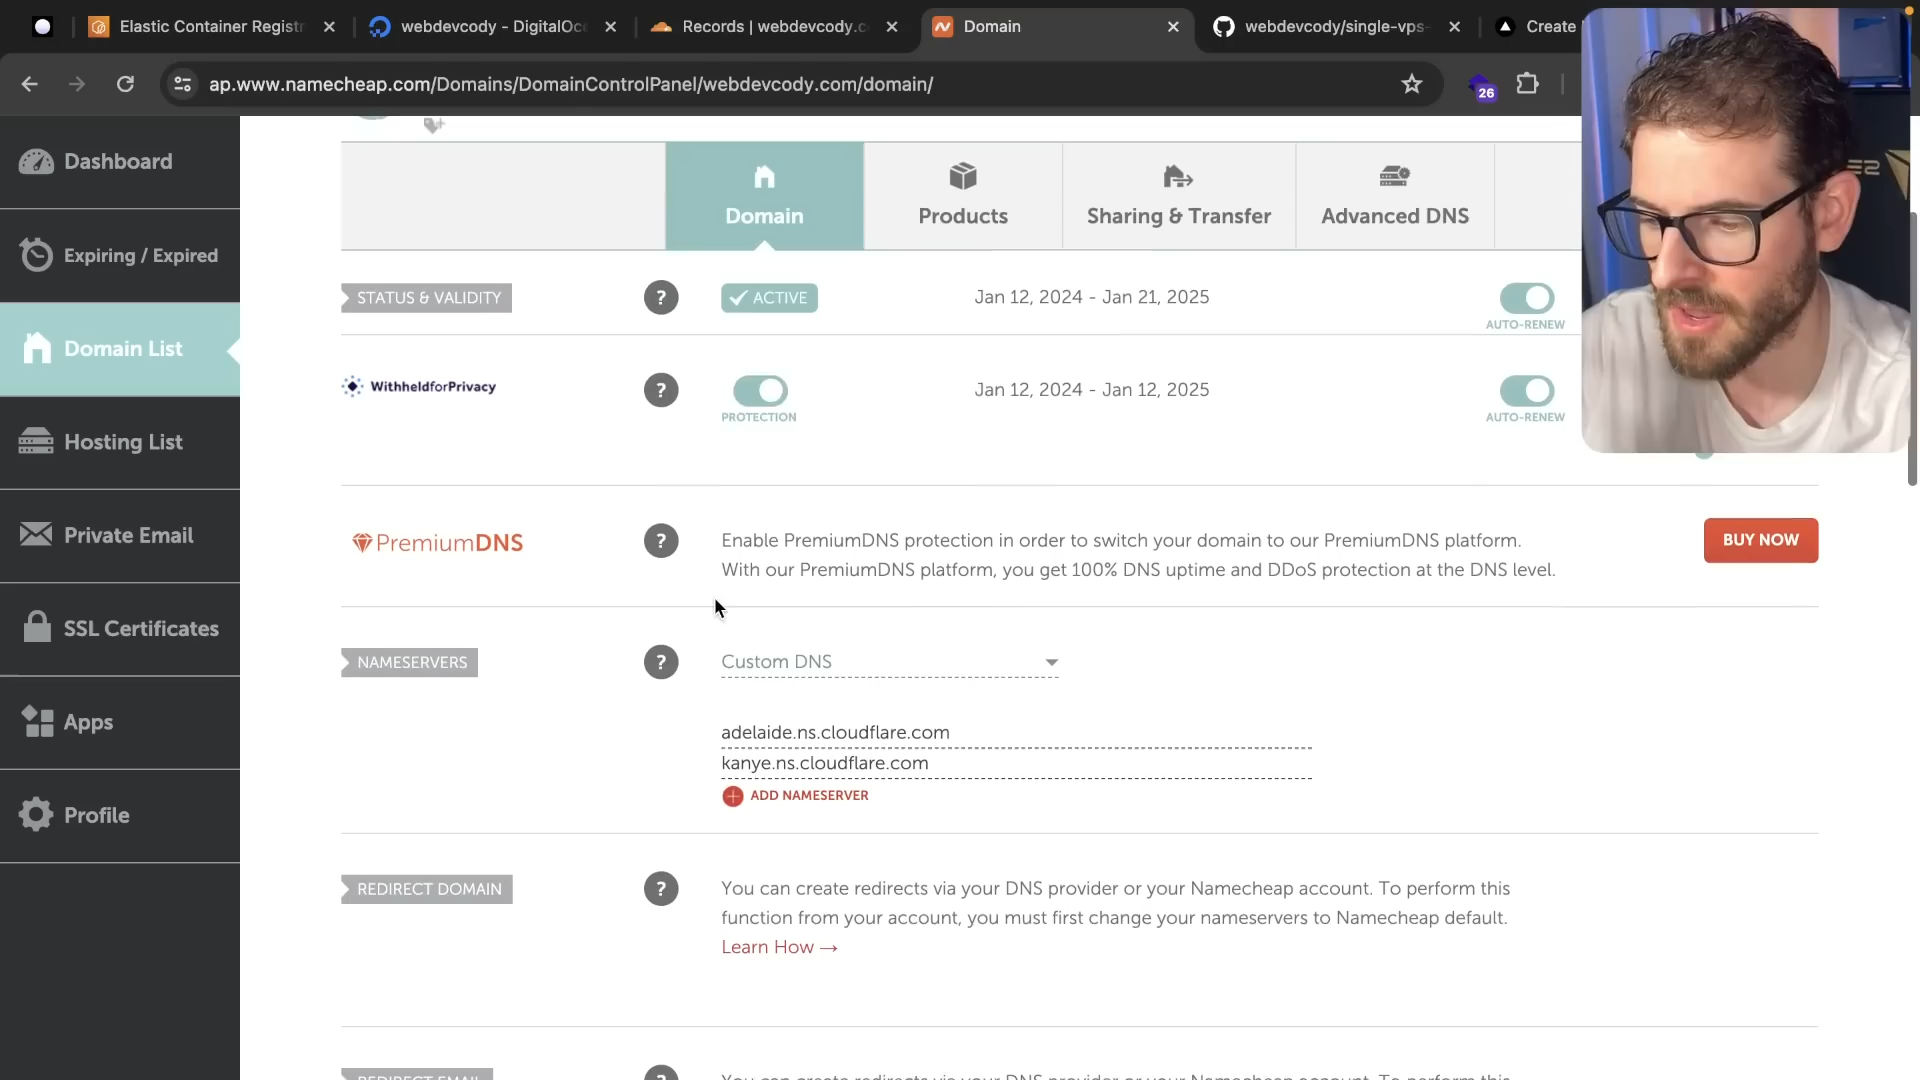 Elastic Container Registr
webdevcody - DigitalOce
Records | webdevcody.c
Domain
webdevcody/single-vps-
Create
ap.www.namecheap.com/Domains/DomainControlPanel/webdevcody.com/domain/
26
Dashboard
Expiring / Expired
Domain List
Hosting List
Private Email
SSL Certificates
Apps
Profile
Domain
Products
Sharing & Transfer
Advanced DNS
STATUS & VALIDITY
?
ACTIVE
Jan 12, 2024 - Jan 21, 2025
AUTO-RENEW
WithheldforPrivacy
?
PROTECTION
Jan 12, 2024 - Jan 12, 2025
AUTO-RENEW
PremiumDNS
?
Enable PremiumDNS protection in order to switch your domain to our PremiumDNS platform.
With our PremiumDNS platform, you get 100% DNS uptime and DDoS protection at the DNS level.
BUY NOW
NAMESERVERS
?
Custom DNS
adelaide.ns.cloudflare.com
kanye.ns.cloudflare.com
ADD NAMESERVER
REDIRECT DOMAIN
?
You can create redirects via your DNS provider or your Namecheap account. To perform this
function from your account, you must first change your nameservers to Namecheap default.
Learn How →
REDIRECT EMAIL
?
You can create redirects via your DNS provider or your Namecheap account. To perform this